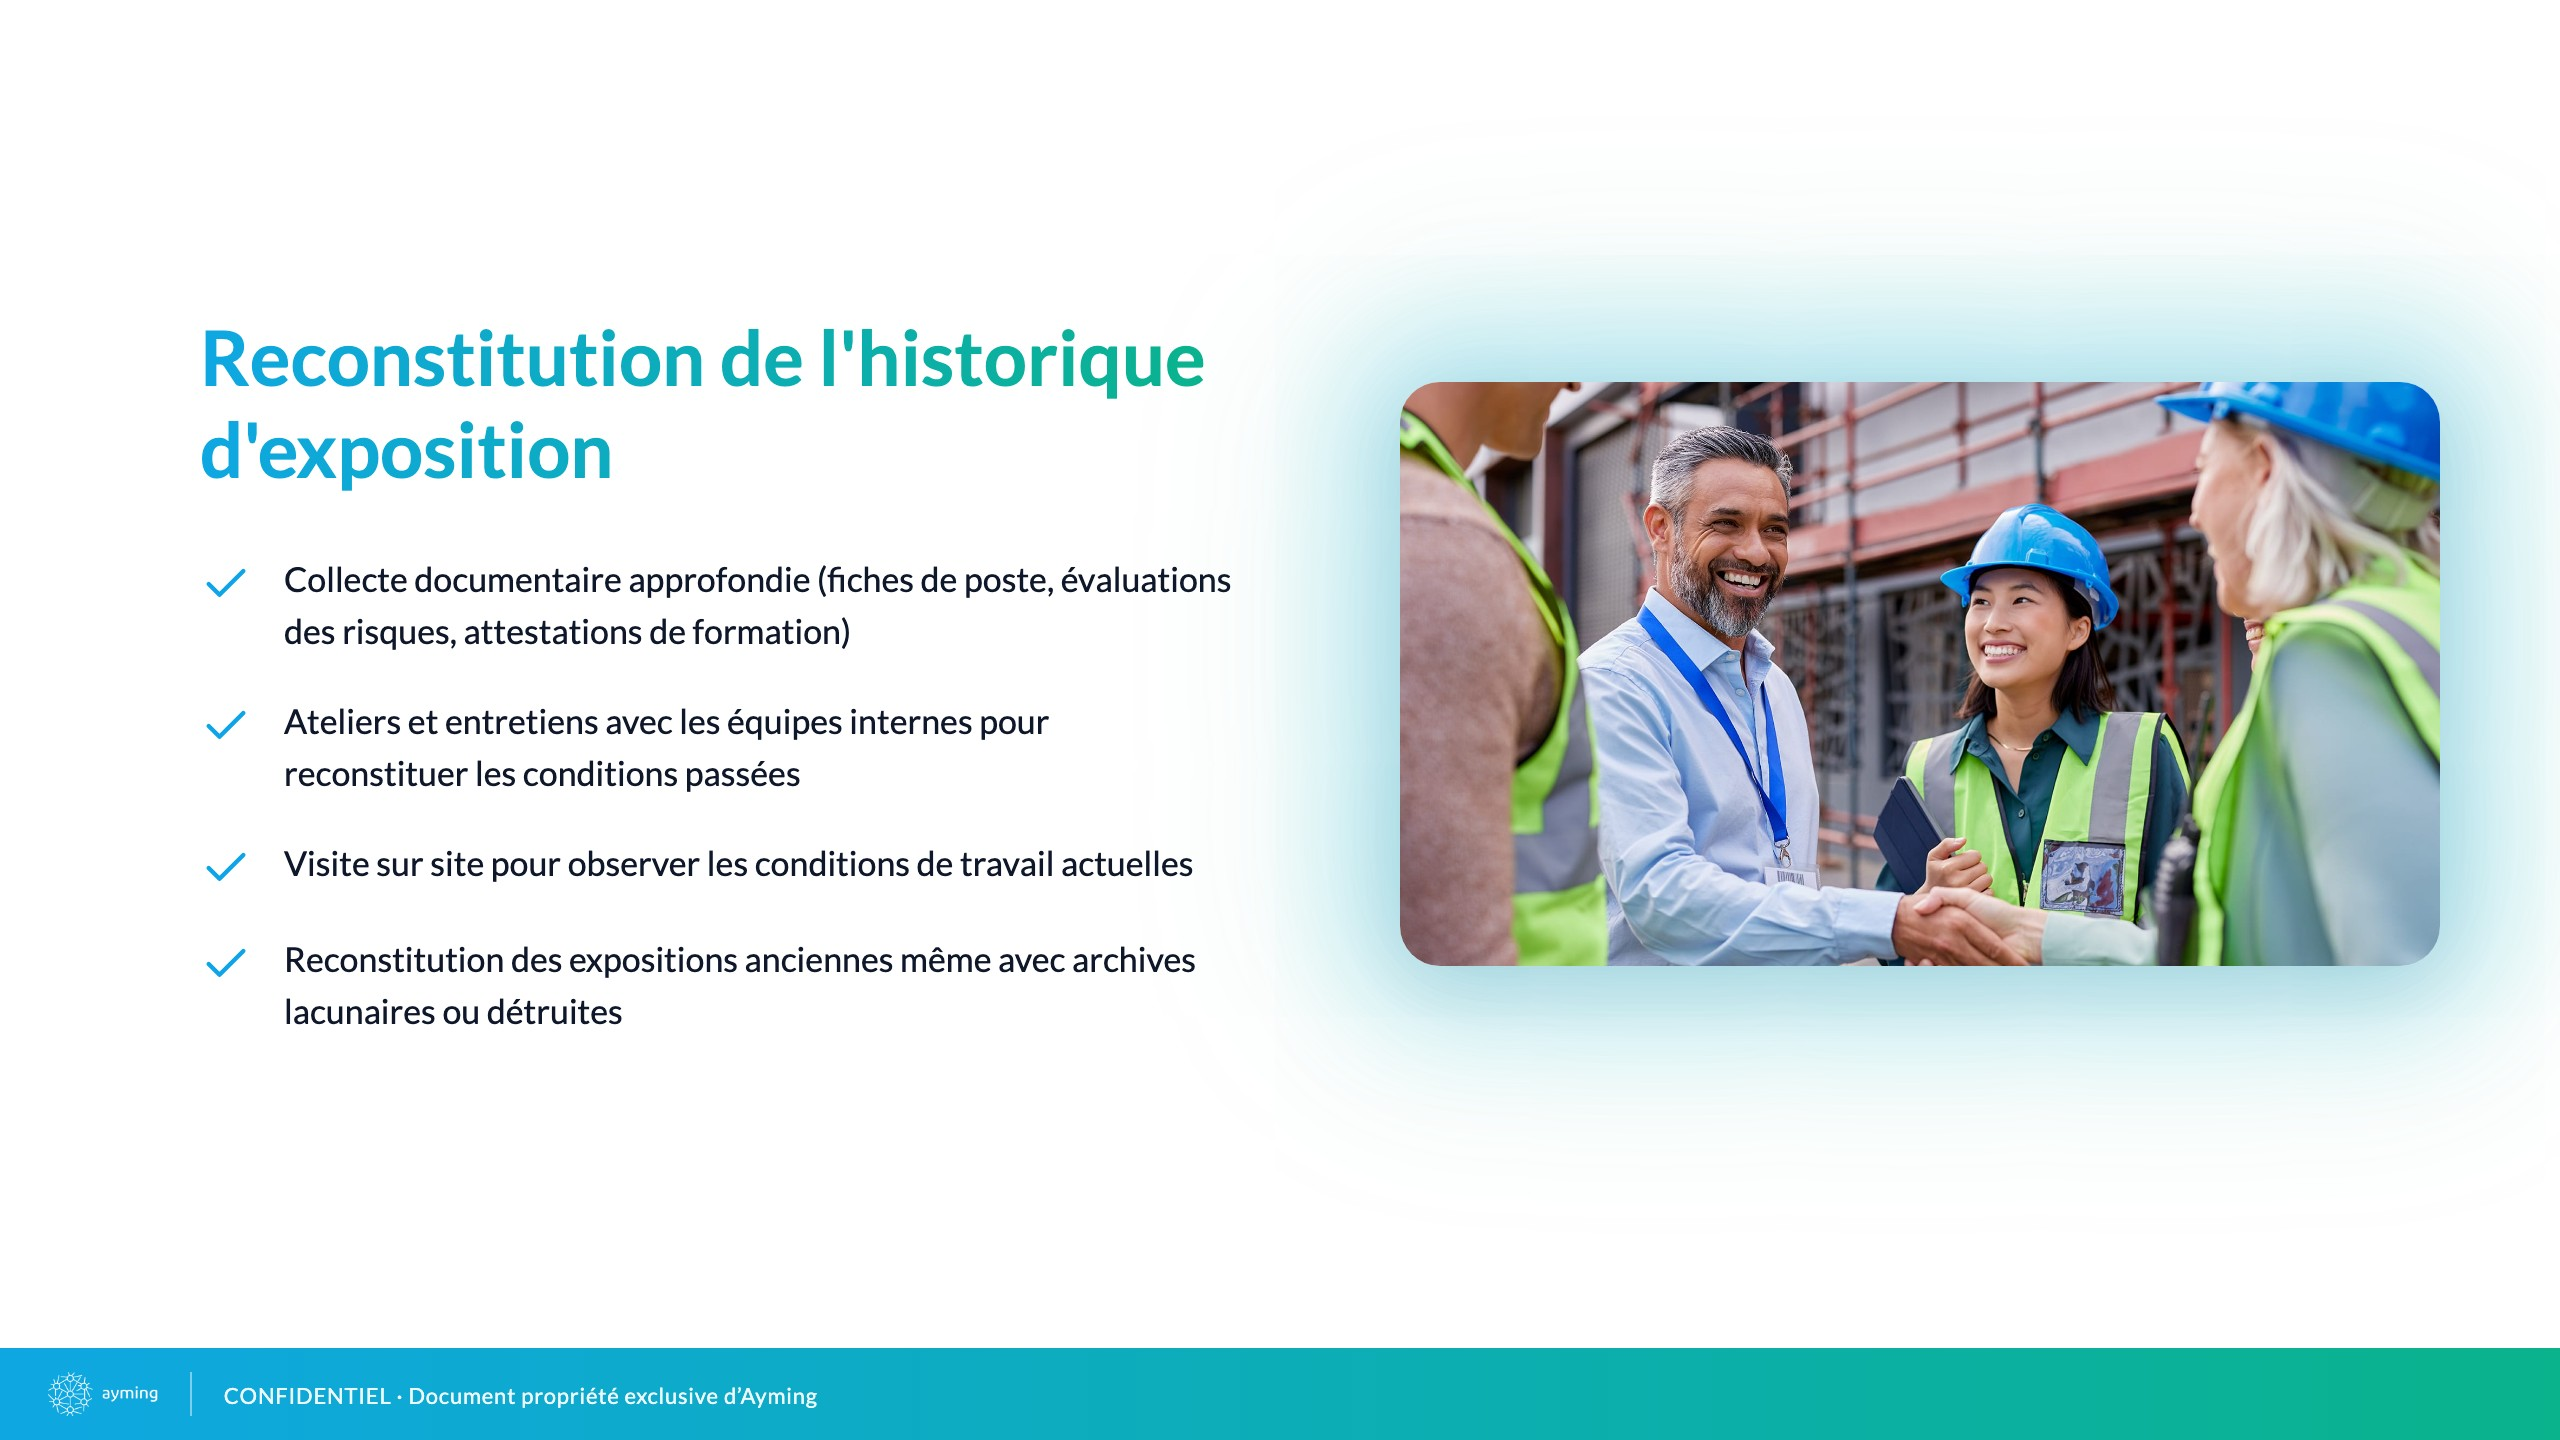 Reconstitution de l'historique
d'exposition
Collecte documentaire approfondie (fiches de poste, évaluations
des risques, attestations de formation)
Ateliers et entretiens avec les équipes internes pour
reconstituer les conditions passées
Visite sur site pour observer les conditions de travail actuelles
Reconstitution des expositions anciennes même avec archives
lacunaires ou détruites
ayming
CONFIDENTIEL · Document propriété exclusive d’Ayming